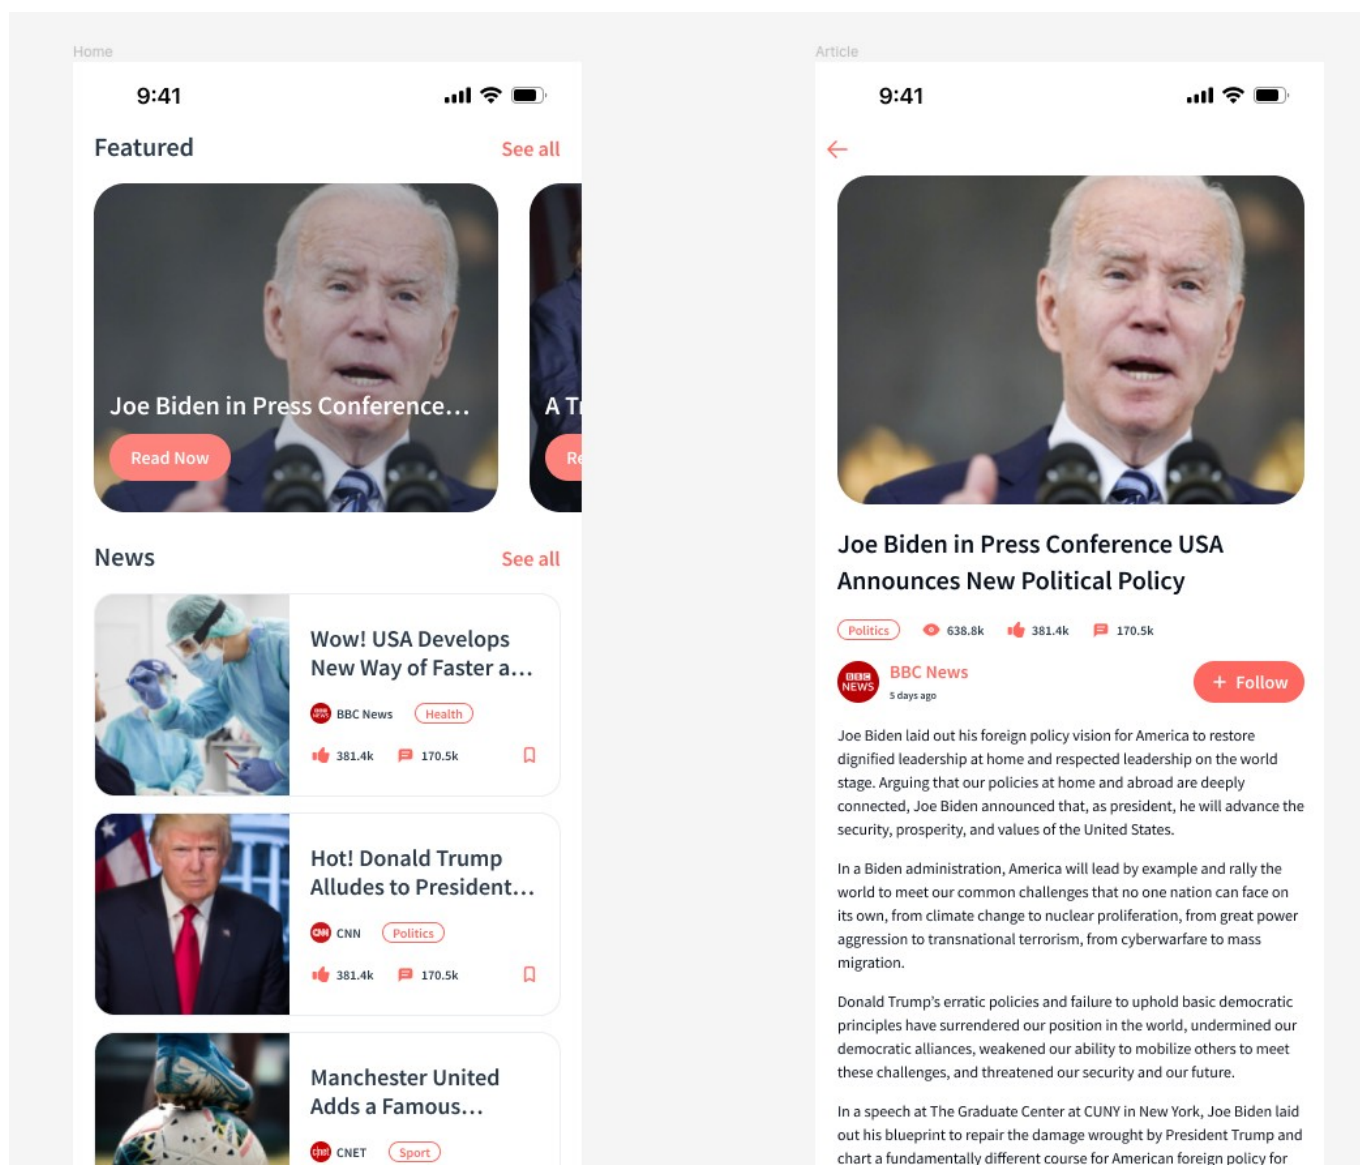 Home
9:41
Featured
See all
Joe Biden in Press Conference...
Read Now
A
News
See all
Wow! USA Develops
New Way of Faster a...
BBC NEWS
BBC News
Health
381.4k
170.5k
Hot! Donald Trump
Alludes to President...
CNN
CNN
Politics
381.4k
170.5k
Manchester United
Adds a Famous...
c|net
CNET
Sport
Article
9:41
Joe Biden in Press Conference USA
Announces New Political Policy
Politics
638.8k
381.4k
170.5k
BBC
NEWS
BBC News
5 days ago
+ Follow
Joe Biden laid out his foreign policy vision for America to restore
dignified leadership at home and respected leadership on the world
stage. Arguing that our policies at home and abroad are deeply
connected, Joe Biden announced that, as president, he will advance the
security, prosperity, and values of the United States.
In a Biden administration, America will lead by example and rally the
world to meet our common challenges that no one nation can face on
its own, from climate change to nuclear proliferation, from great power
aggression to transnational terrorism, from cyberwarfare to mass
migration.
Donald Trump’s erratic policies and failure to uphold basic democratic
principles have surrendered our position in the world, undermined our
democratic alliances, weakened our ability to mobilize others to meet
these challenges, and threatened our security and our future.
In a speech at The Graduate Center at CUNY in New York, Joe Biden laid
out his blueprint to repair the damage wrought by President Trump and
chart a fundamentally different course for American foreign policy for